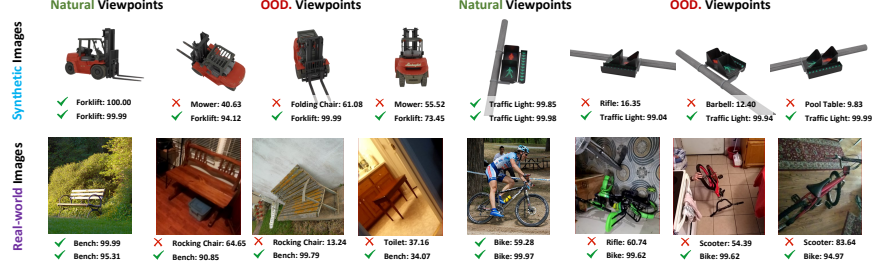 Natural Viewpoints
OOD. Viewpoints
Natural Viewpoints
OOD. Viewpoints
Synthetic Images
✓ Forklift: 100.00
✓ Forklift: 99.99
✗ Mower: 40.63
✓ Forklift: 94.12
✗ Folding Chair: 61.08
✓ Forklift: 99.99
✗ Mower: 55.52
✓ Forklift: 73.45
✓ Traffic Light: 99.85
✓ Traffic Light: 99.98
✗ Rifle: 16.35
✓ Traffic Light: 99.04
✗ Barbell: 12.40
✓ Traffic Light: 99.94
✗ Pool Table: 9.83
✓ Traffic Light: 99.99
Real-world Images
✓ Bench: 99.99
✓ Bench: 95.31
✗ Rocking Chair: 64.65
✓ Bench: 90.85
✗ Rocking Chair: 13.24
✓ Bench: 99.79
✗ Toilet: 37.16
✓ Bench: 34.07
✓ Bike: 59.28
✓ Bike: 99.97
✗ Rifle: 60.74
✓ Bike: 99.62
✗ Scooter: 54.39
✓ Bike: 99.62
✗ Scooter: 83.64
✓ Bike: 94.97